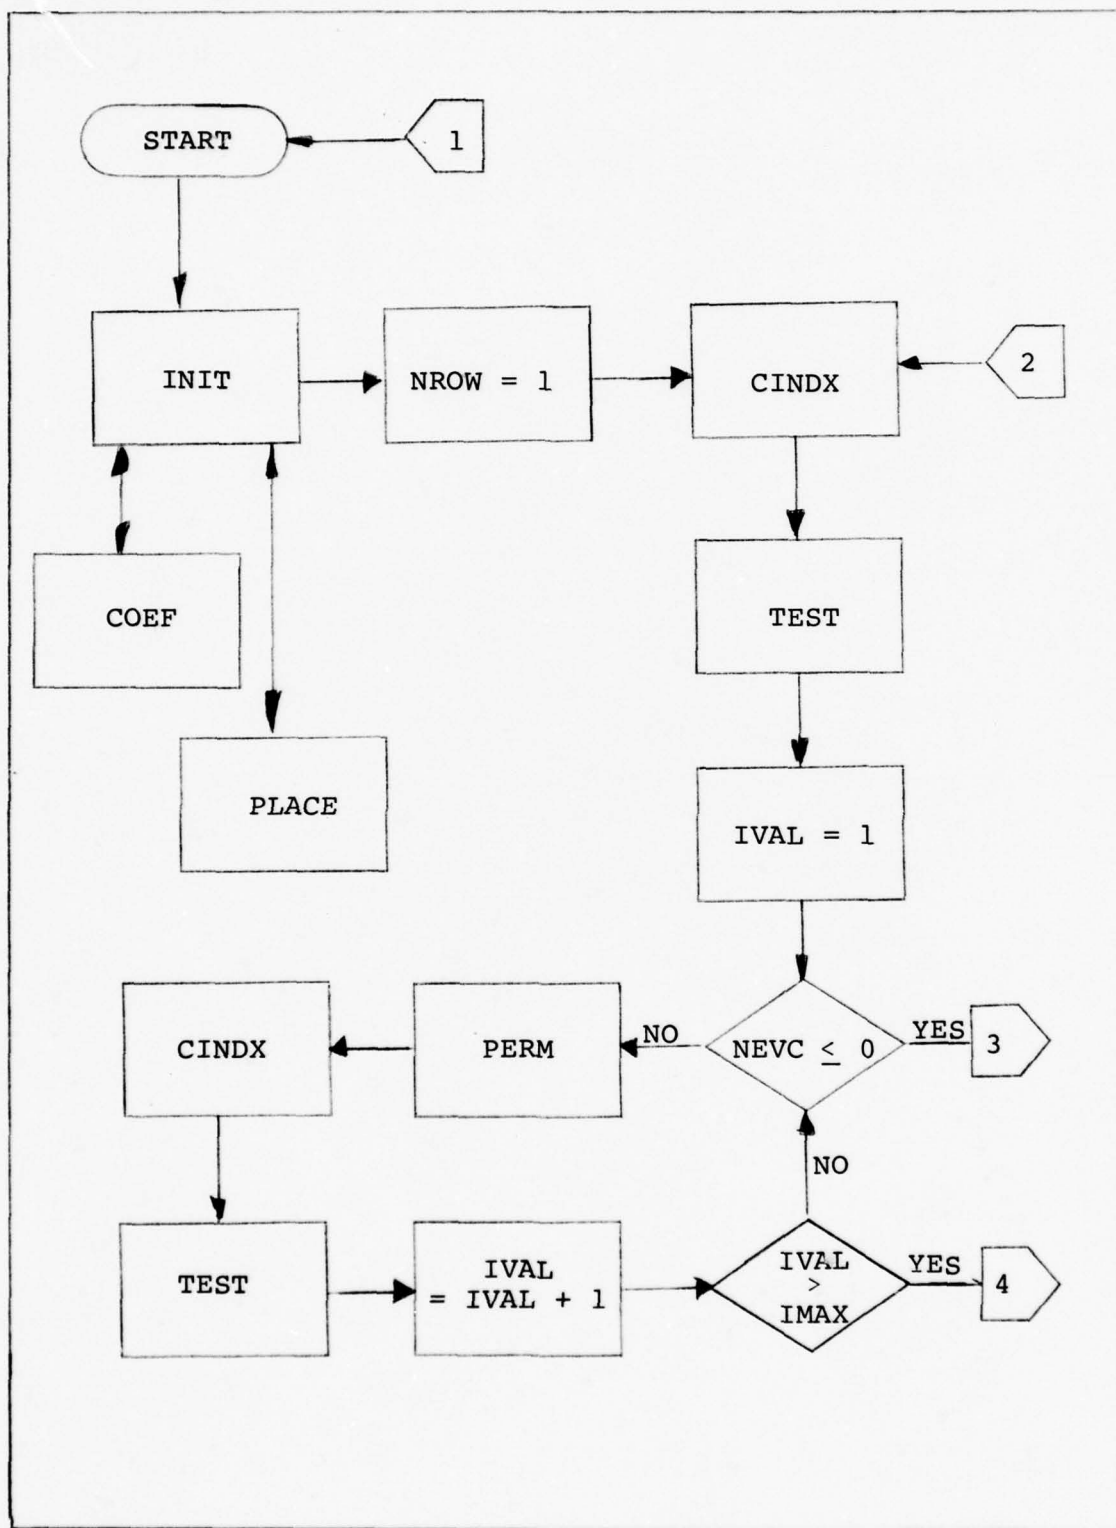 START
1
INIT
NROW = 1
CINDX
2
COEF
TEST
PLACE
IVAL = 1
CINDX
PERM
NO
NEVC ≤ 0
YES
3
NO
TEST
IVAL
= IVAL + 1
IVAL
>
IMAX
YES
4